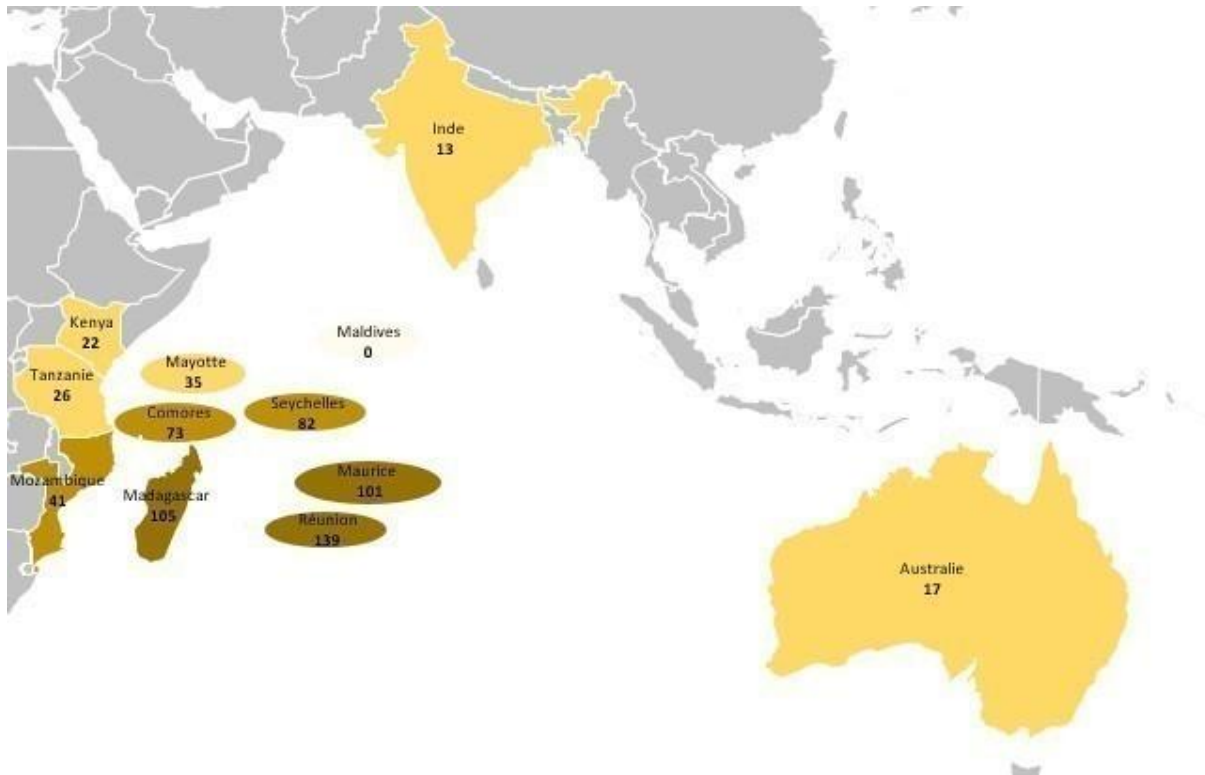 Inde
13
Kenya
22
Maldives
0
Mayotte
35
Tanzanie
26
Comores
73
Seychelles
82
Mozambique
41
Madagascar
105
Maurice
101
Réunion
139
Australie
17